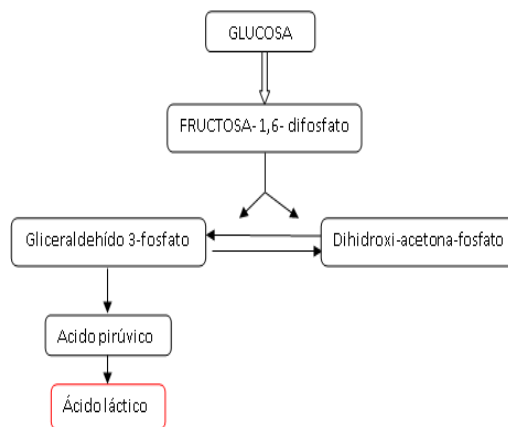 GLUCOSA
FRUCTOSA- 1,6- difosfato
Gliceraldehído 3-fosfato
Dihidroxi-acetona-fosfato
Acido pirúvico
Ácido láctico